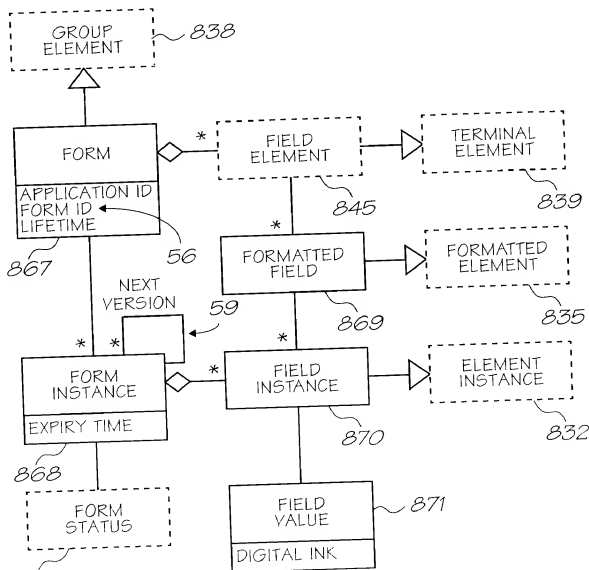 GROUP
ELEMENT
838
FORM
APPLICATION ID
FORM ID
LIFETIME
867
56
*
FIELD
ELEMENT
845
TERMINAL
ELEMENT
839
*
FORMATTED
FIELD
869
FORMATTED
ELEMENT
835
NEXT
VERSION
59
*
*
FORM
INSTANCE
EXPIRY TIME
868
*
*
FIELD
INSTANCE
870
ELEMENT
INSTANCE
832
FORM
STATUS
FIELD
VALUE
DIGITAL INK
871